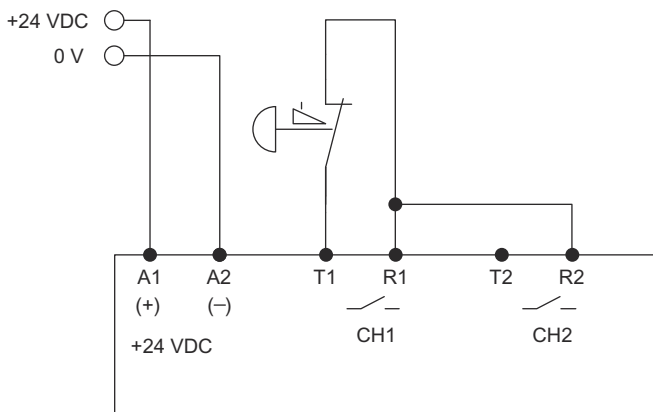 +24 VDC
0 V
A1 A2 T1 R1 T2 R2
(+) (–)
CH1 CH2
+24 VDC